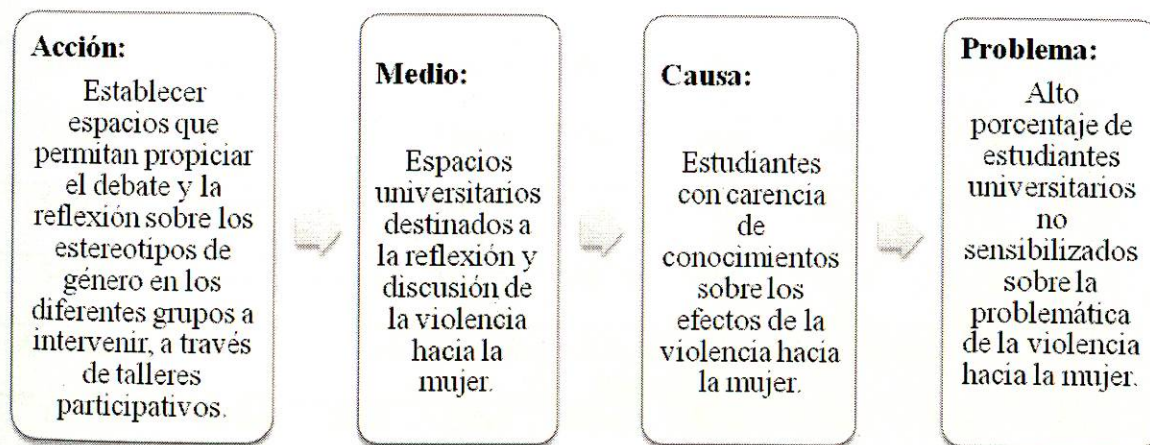 Acción:
Establecer
espacios que
permitan propiciar
el debate y la
reflexión sobre los
estereotipos de
género en los
diferentes grupos a
intervenir, a través
de talleres
participativos.
Medio:
Espacios
universitarios
destinados a
la reflexión y
discusión de
la violencia
hacia la
mujer.
Causa:
Estudiantes
con carencia
de
conocimientos
sobre los
efectos de la
violencia hacia
la mujer.
Problema:
Alto
porcentaje de
estudiantes
universitarios
no
sensibilizados
sobre la
problemática
de la violencia
hacia la mujer.